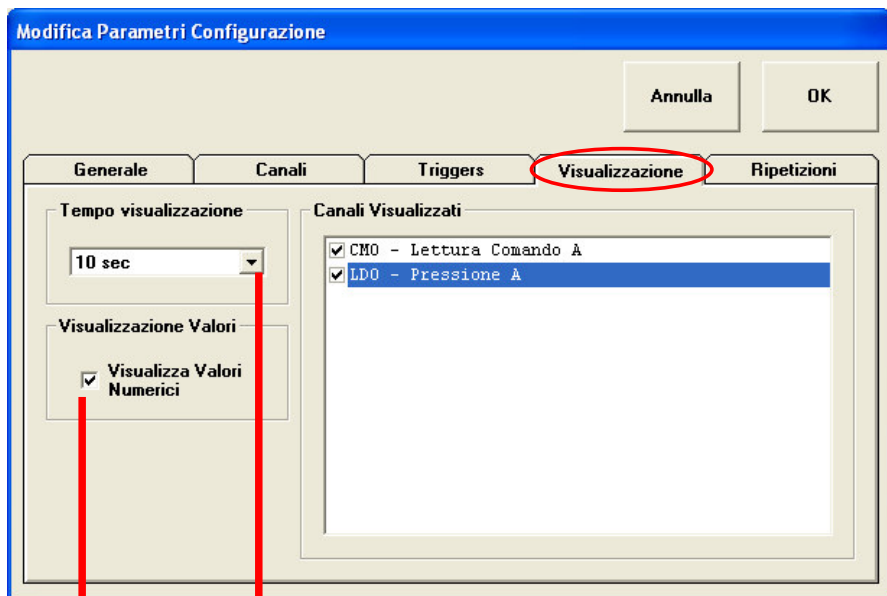 Modifica Parametri Configurazione
Annulla
OK
Generale
Canali
Triggers
Visualizzazione
Ripetizioni
Tempo visualizzazione
10 sec
Visualizzazione Valori
Visualizza Valori
Numerici
Canali Visualizzati
CM0 - Lettura Comando A
LD0 - Pressione A